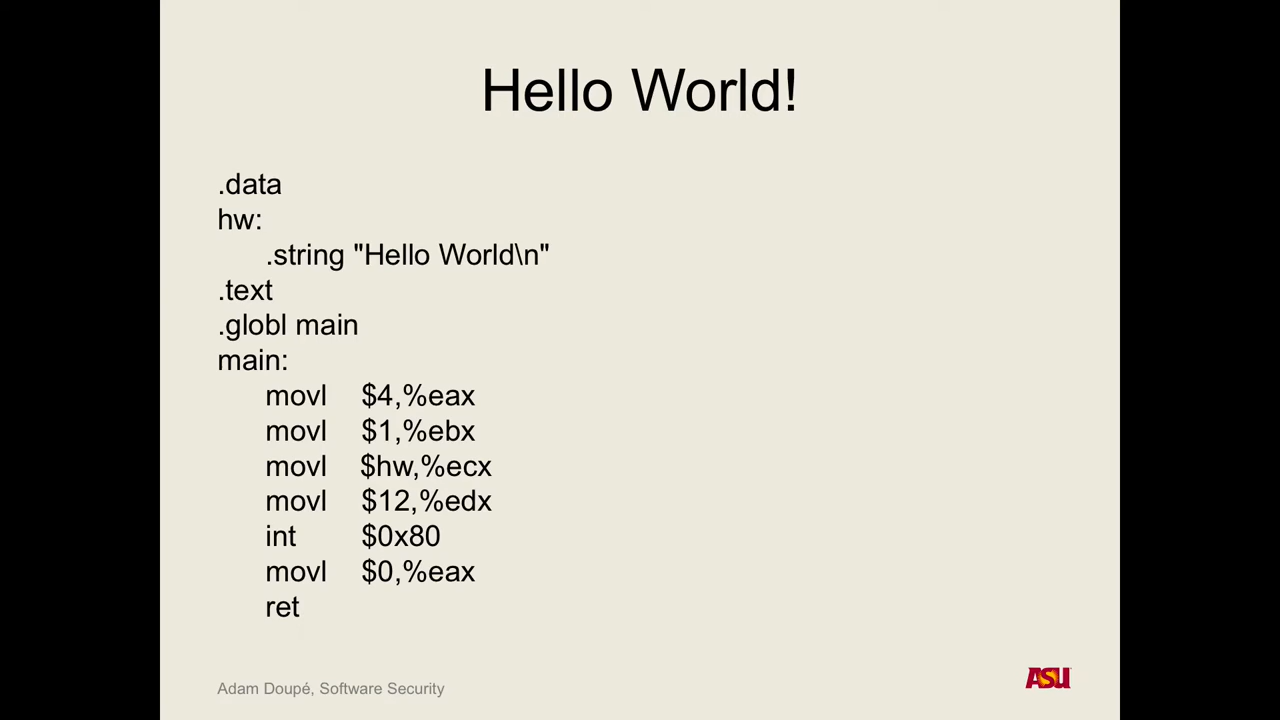 Hello World!
.data
hw:
.string "Hello World\n"
.text
.globl main
main:
movl $4,%eax
movl $1,%ebx
movl $hw,%ecx
movl $12,%edx
int $0x80
movl $0,%eax
ret
Adam Doupé, Software Security
ASU